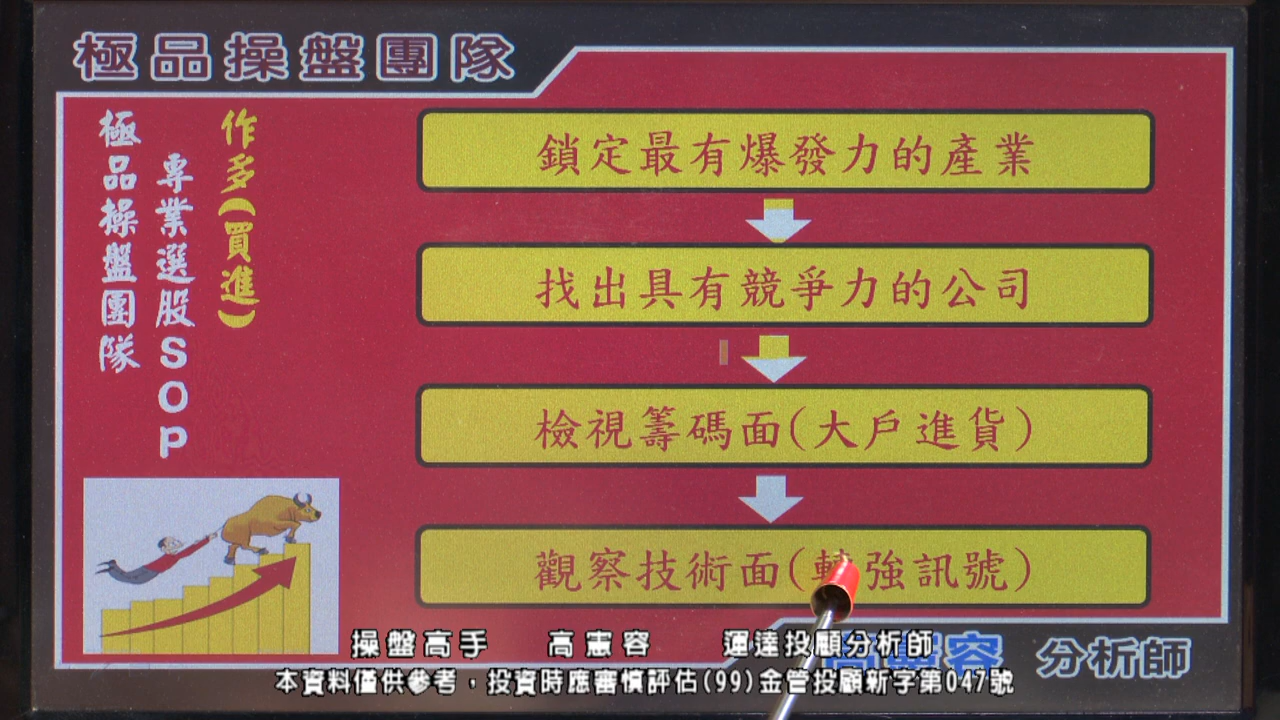 極品操盤團隊
作多(買進)
專業選股SOP
極品操盤團隊
鎖定最有爆發力的產業
找出具有競爭力的公司
檢視籌碼面(大戶進貨)
觀察技術面(轉強訊號)
高憲容 分析師
操盤高手 高憲容 運達投顧分析師
本資料僅供參考,投資時應審慎評估(99)金管投顧新字第047號